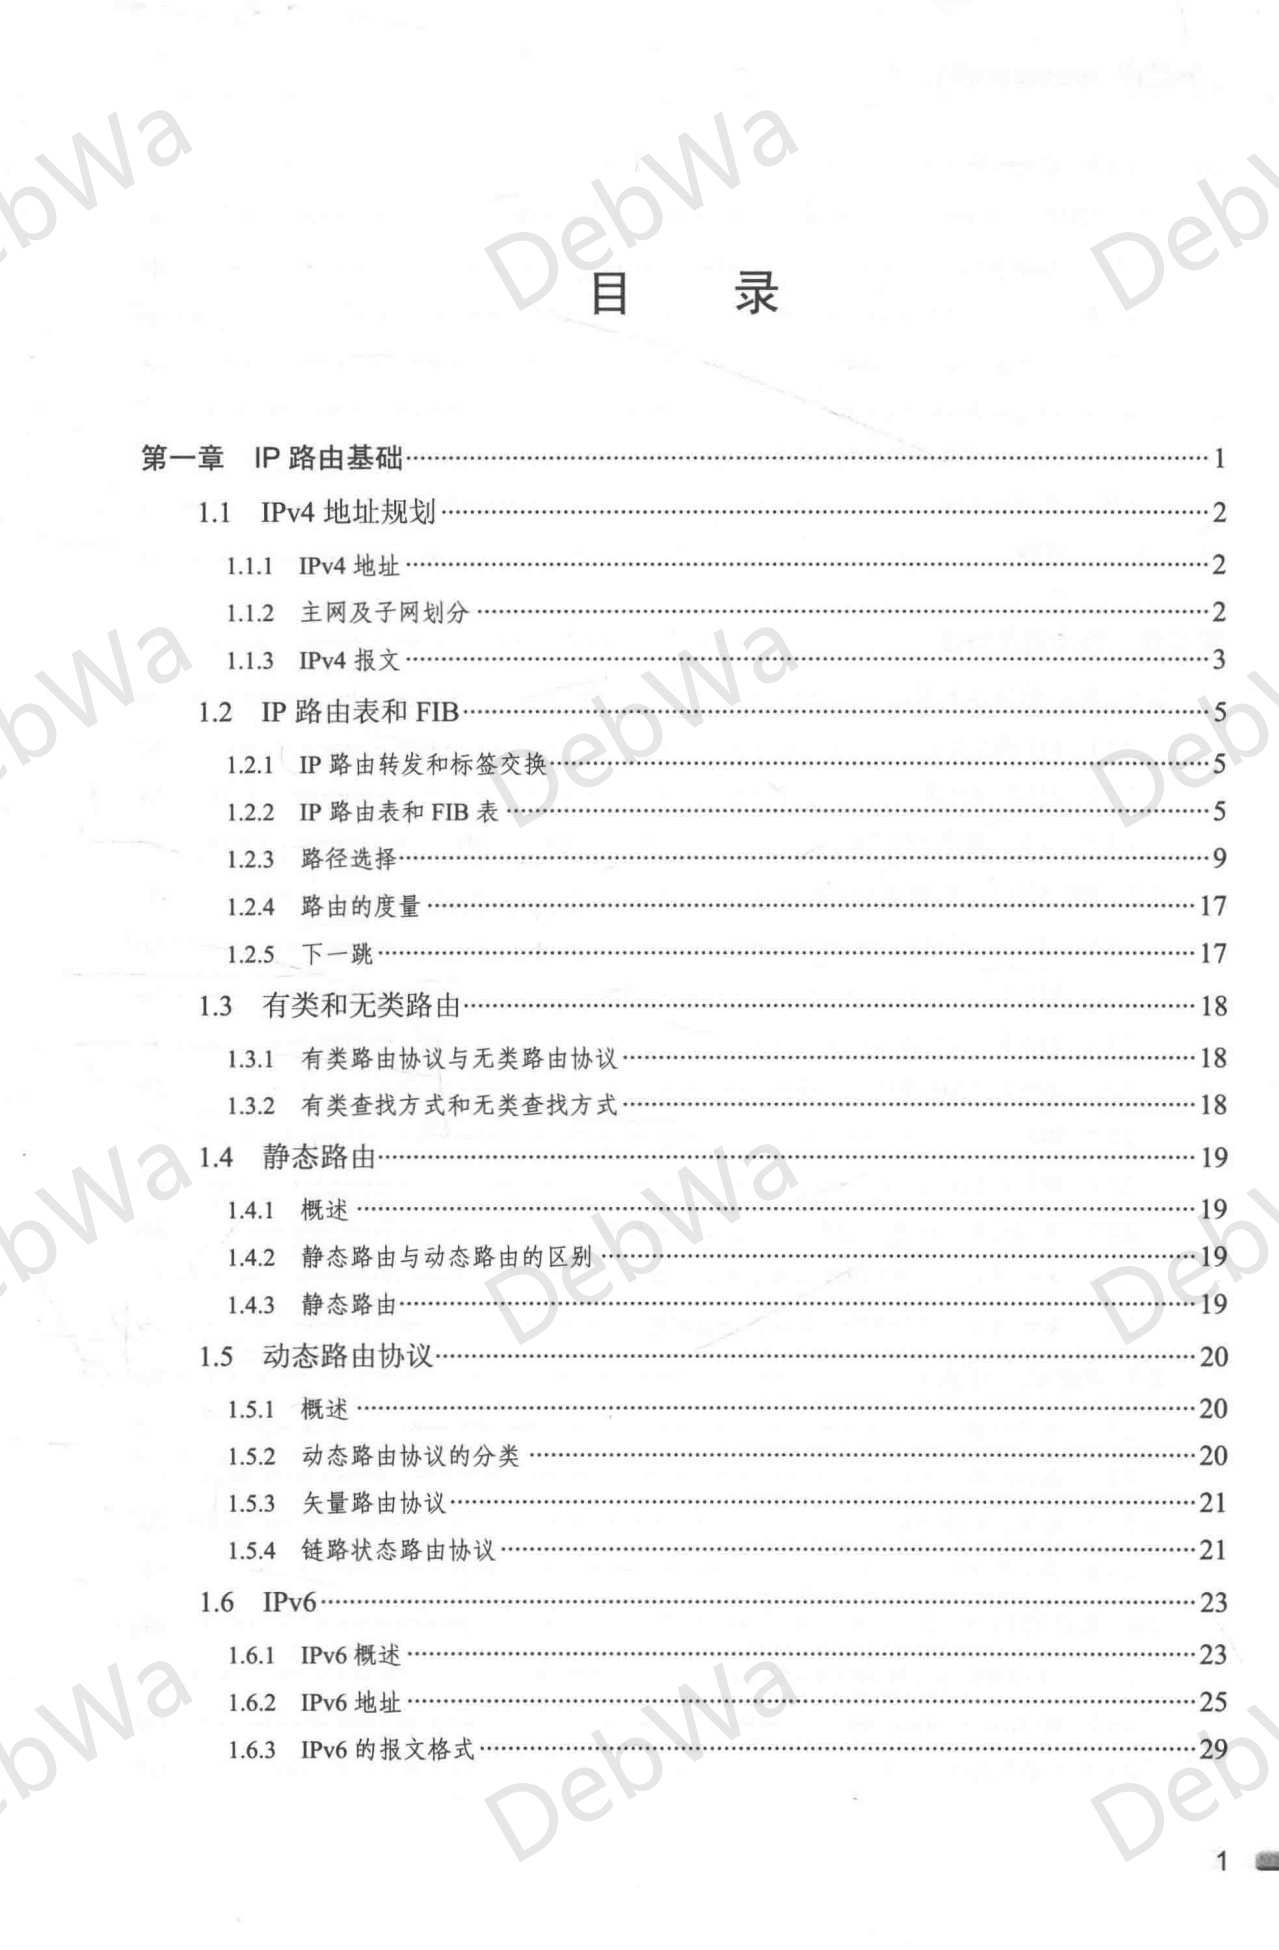 目 录
第一章 IP 路由基础 1
1.1 IPv4 地址规划 2
1.1.1 IPv4 地址 2
1.1.2 主网及子网划分 2
1.1.3 IPv4 报文 3
1.2 IP 路由表和 FIB 5
1.2.1 IP 路由转发和标签交换 5
1.2.2 IP 路由表和 FIB 表 5
1.2.3 路径选择 9
1.2.4 路由的度量 17
1.2.5 下一跳 17
1.3 有类和无类路由 18
1.3.1 有类路由协议与无类路由协议 18
1.3.2 有类查找方式和无类查找方式 18
1.4 静态路由 19
1.4.1 概述 19
1.4.2 静态路由与动态路由的区别 19
1.4.3 静态路由 19
1.5 动态路由协议 20
1.5.1 概述 20
1.5.2 动态路由协议的分类 20
1.5.3 矢量路由协议 21
1.5.4 链路状态路由协议 21
1.6 IPv6 23
1.6.1 IPv6 概述 23
1.6.2 IPv6 地址 25
1.6.3 IPv6 的报文格式 29
1
DebWa